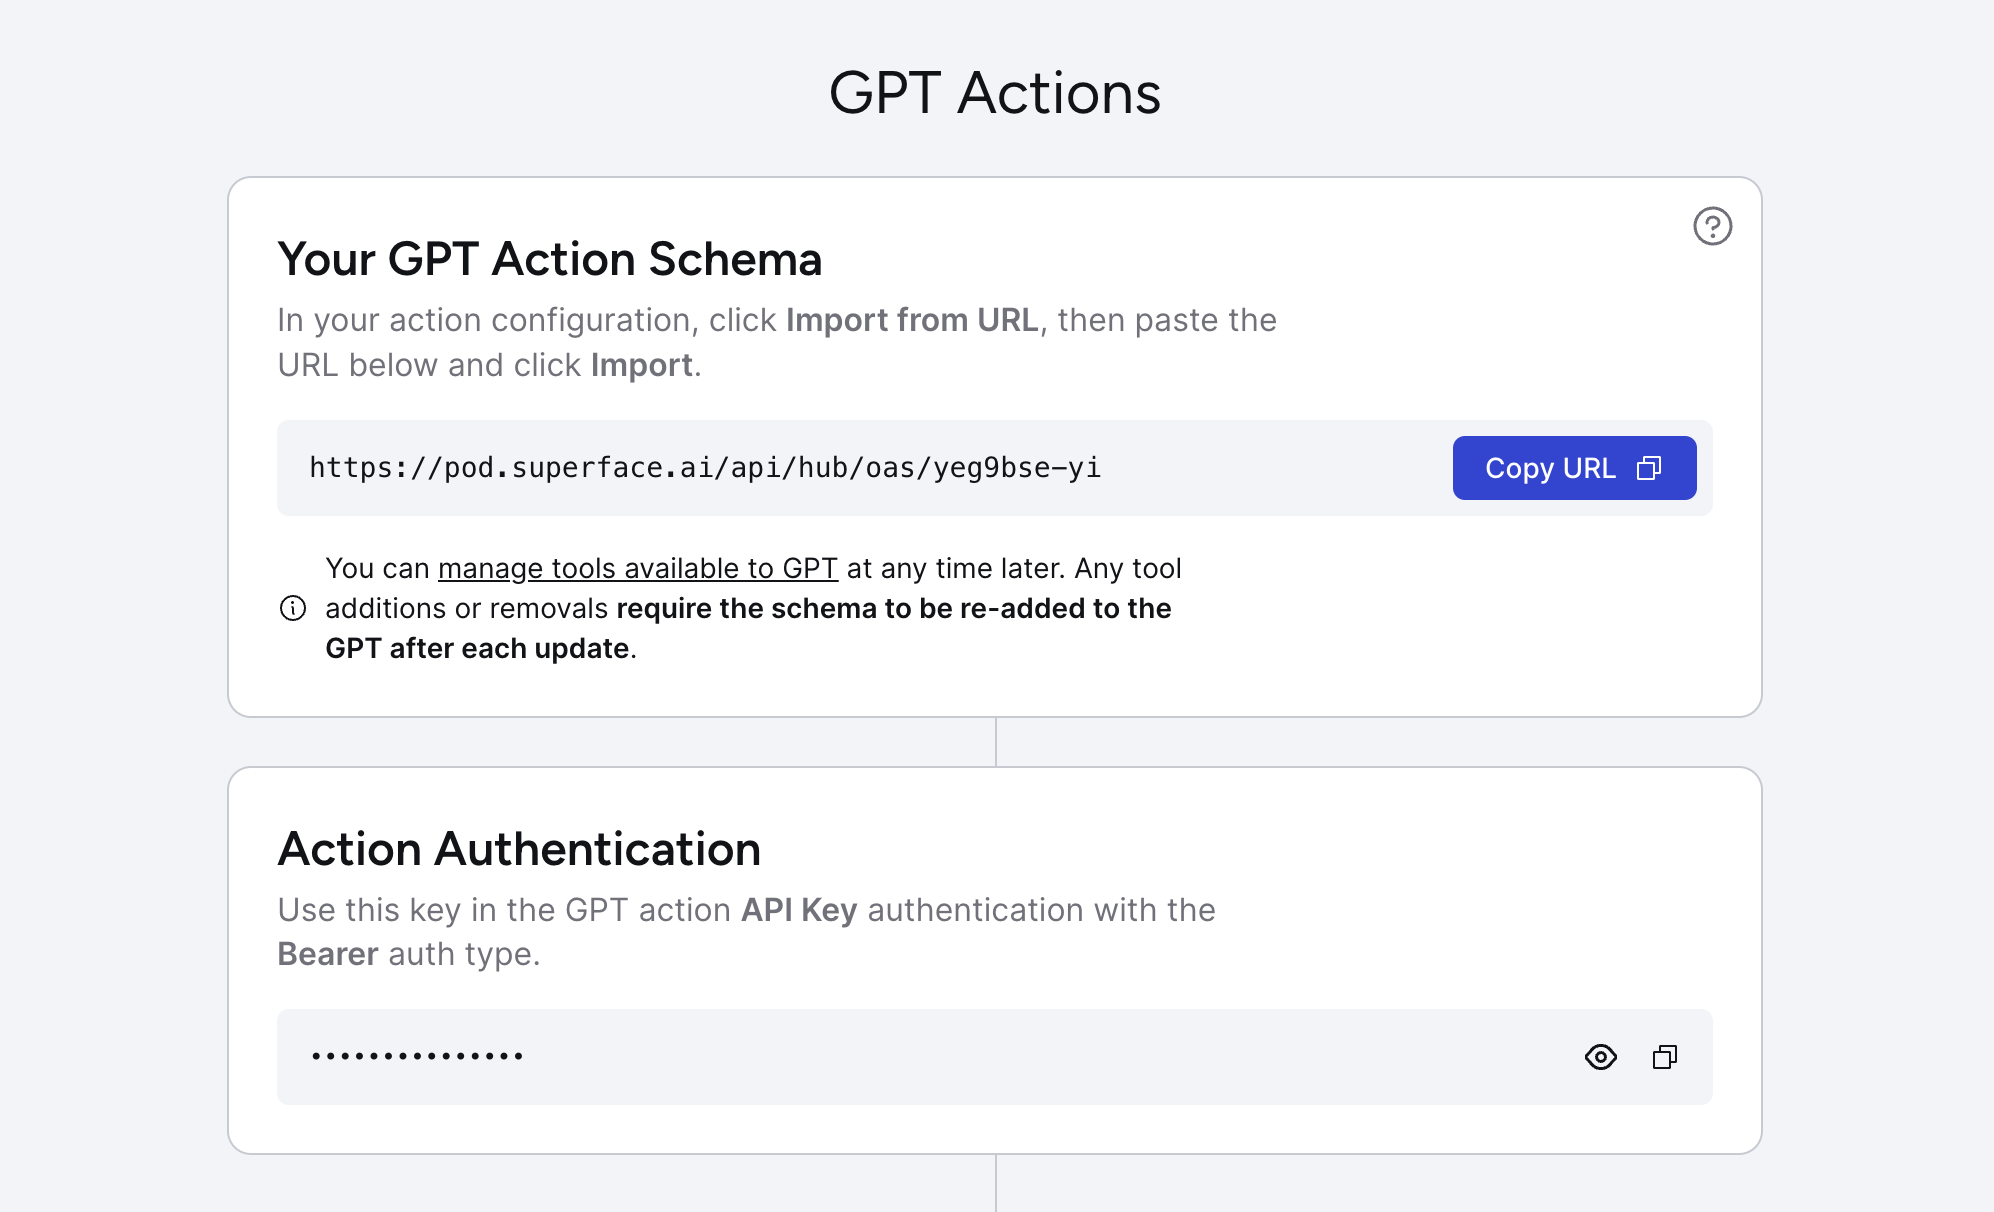 GPT Actions
Your GPT Action Schema
In your action configuration, click Import from URL, then paste the
URL below and click Import.
https://pod.superface.ai/api/hub/oas/yeg9bse-yi
Copy URL
You can manage tools available to GPT at any time later. Any tool
additions or removals require the schema to be re-added to the
GPT after each update.
Action Authentication
Use this key in the GPT action API Key authentication with the
Bearer auth type.
•••••••••••••••